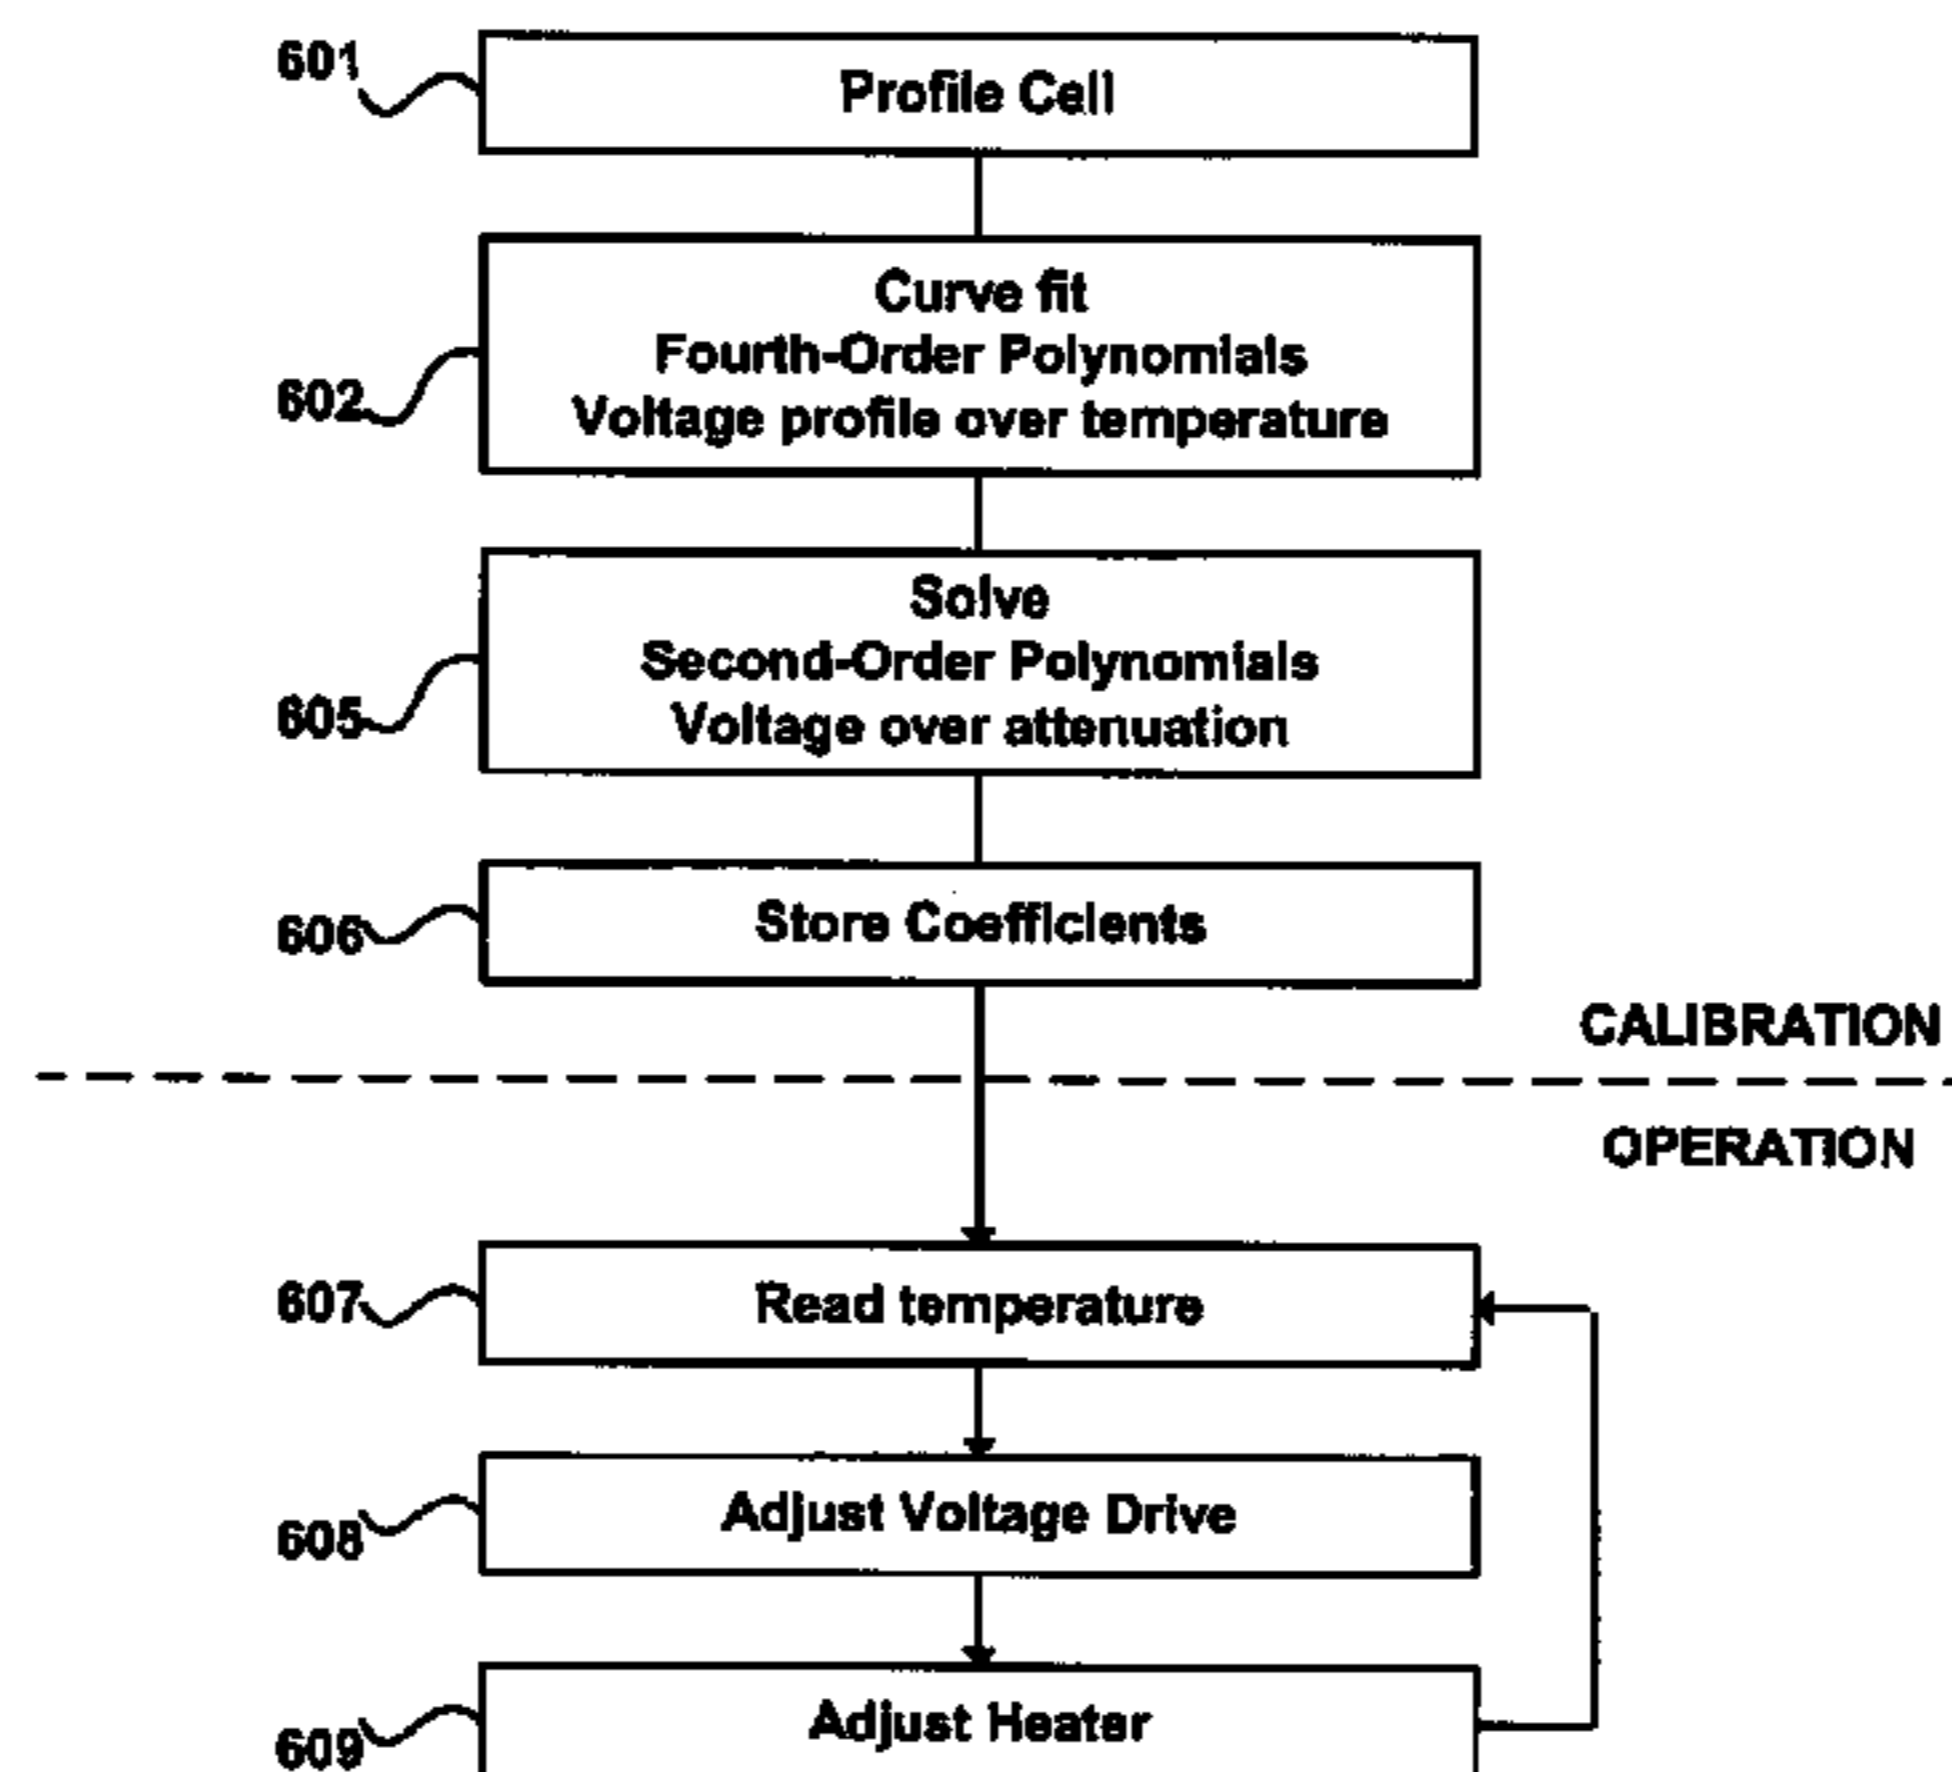 601
Profile Cell
Curve fit
Fourth-Order Polynomials
602
Voltage profile over temperature
Solve
Second-Order Polynomials
605
Voltage over attenuation
606
Store Coefficients
CALIBRATION
OPERATION
607
Read temperature
608
Adjust Voltage Drive
609
Adjust Heater